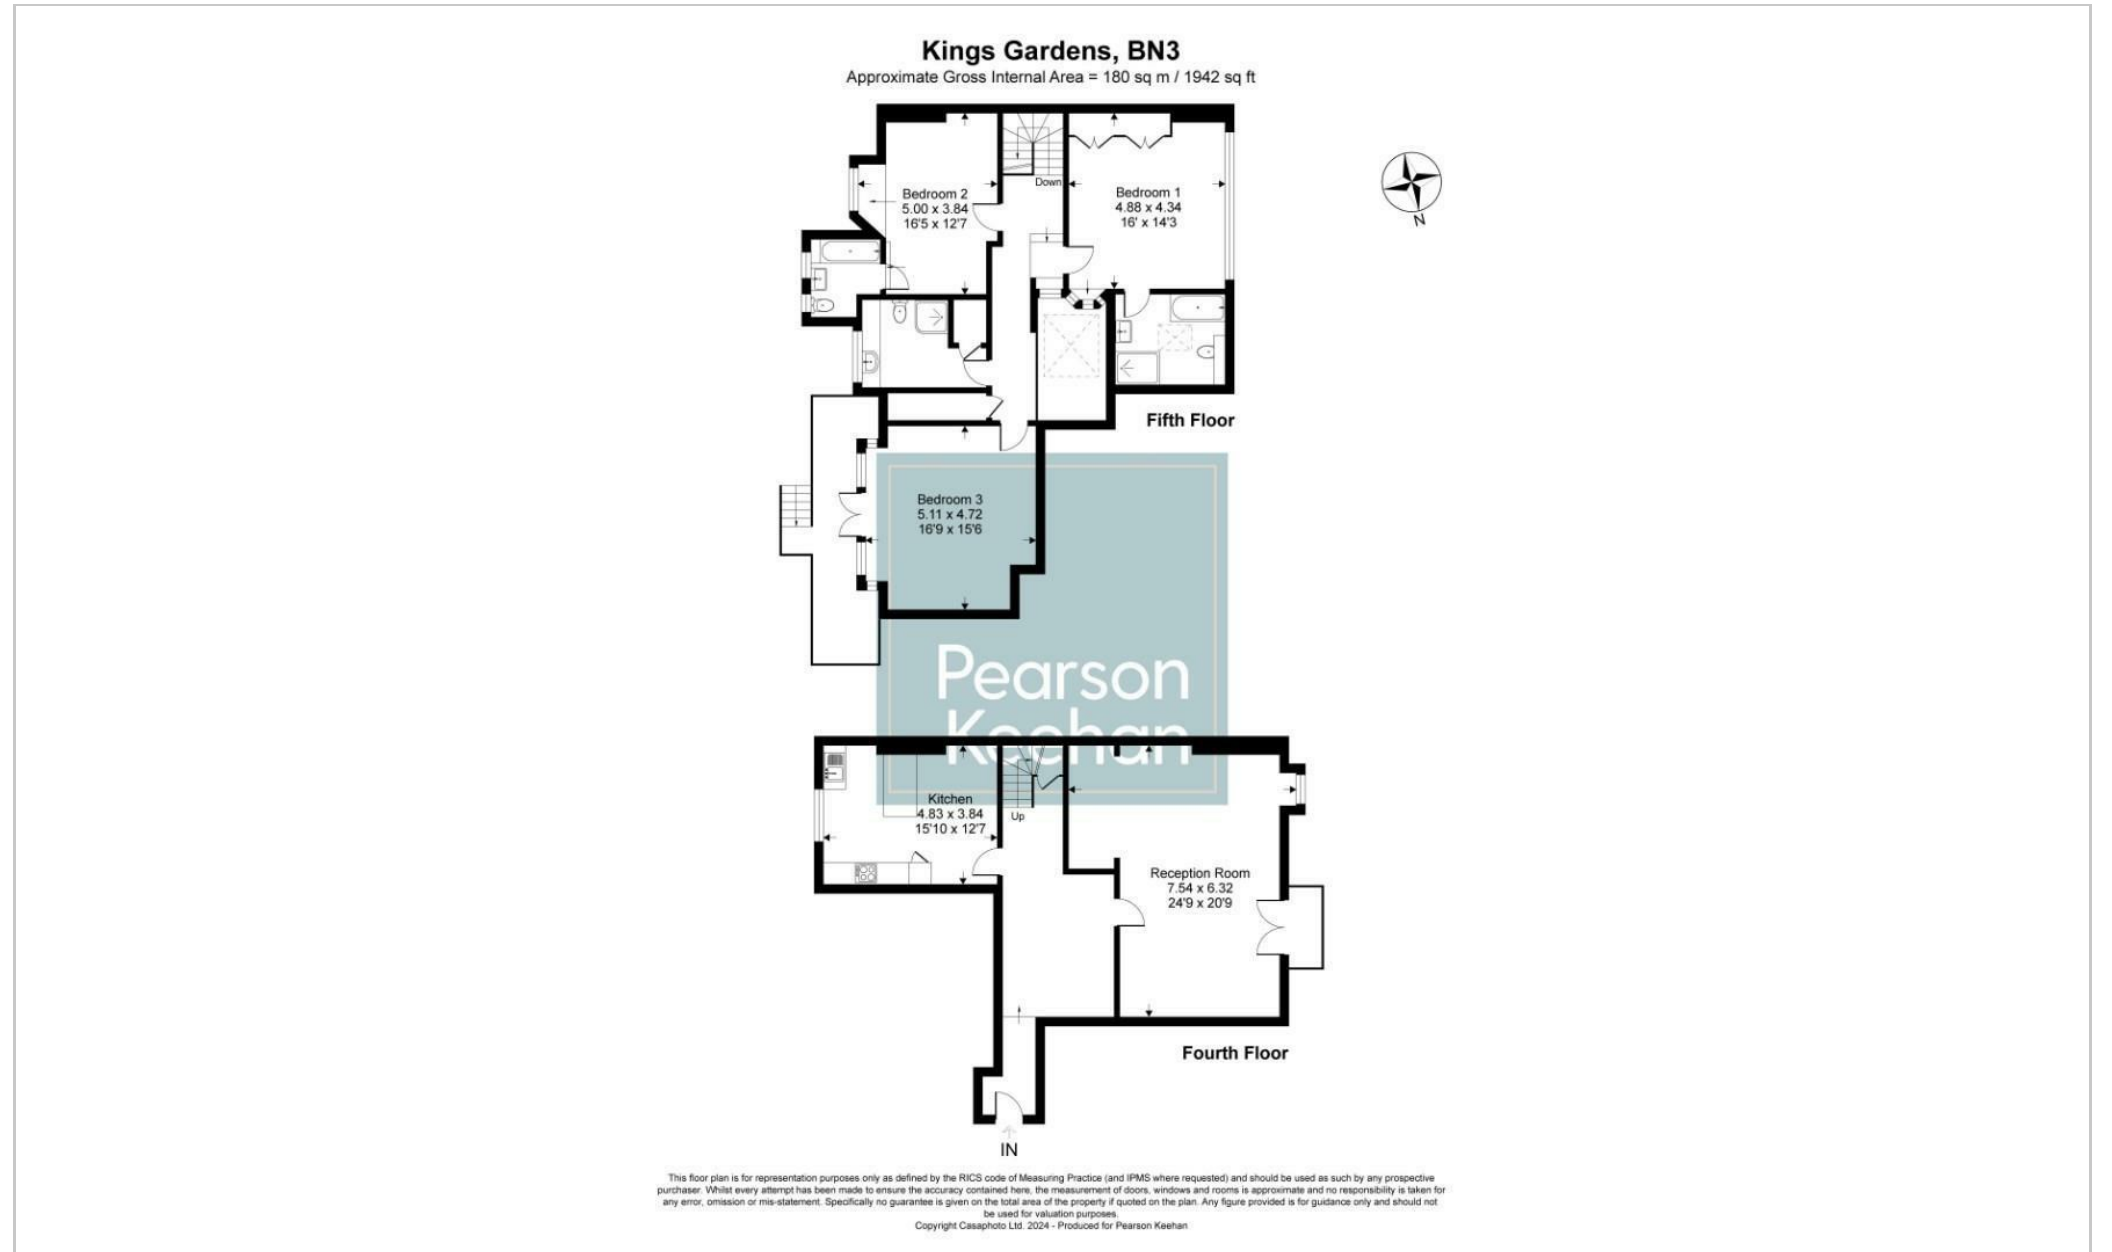 Kings Gardens, BN3
Approximate Gross Internal Area = 180 sq m / 1942 sq ft
Bedroom 2
5.00 x 3.84
16'5 x 12'7
Down
Bedroom 1
4.88 x 4.34
16' x 14'3
N
Fifth Floor
Bedroom 3
5.11 x 4.72
16'9 x 15'6
Pearson
Keehan
Kitchen
4.83 x 3.84
15'10 x 12'7
Up
Reception Room
7.54 x 6.32
24'9 x 20'9
Fourth Floor
IN
This floor plan is for representation purposes only as defined by the RICS code of Measuring Practice (and IPMS where requested) and should be used as such by any prospective
purchaser. Whilst every attempt has been made to ensure the accuracy contained here, the measurement of doors, windows and rooms is approximate and no responsibility is taken for
any error, omission or mis-statement. Specifically no guarantee is given on the total area of the property if quoted on the plan. Any figure provided is for guidance only and should not
be used for valuation purposes.
Copyright Casaphoto Ltd. 2024 - Produced for Pearson Keehan